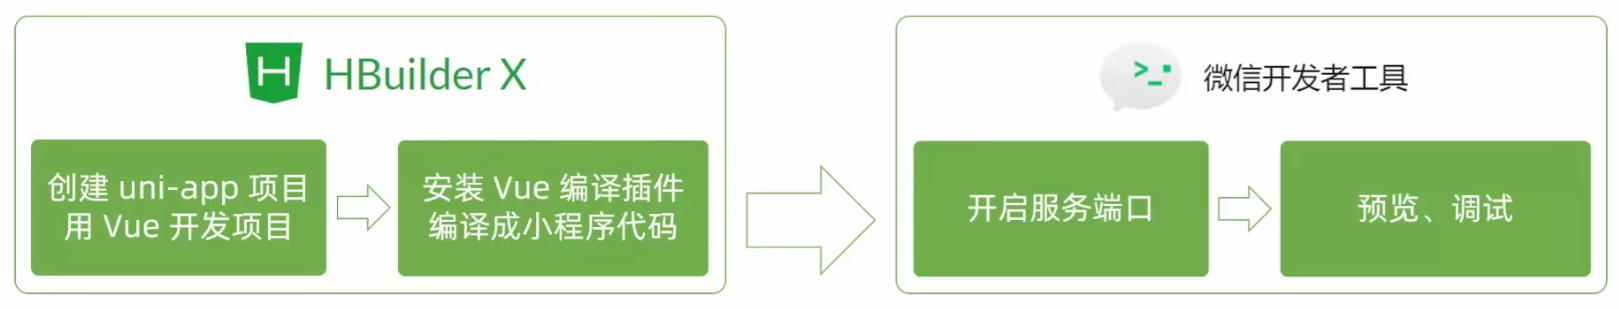 H HBuilder X
创建 uni-app 项目
用 Vue 开发项目
安装 Vue 编译插件
编译成小程序代码
>_ 微信开发者工具
开启服务端口
预览、调试